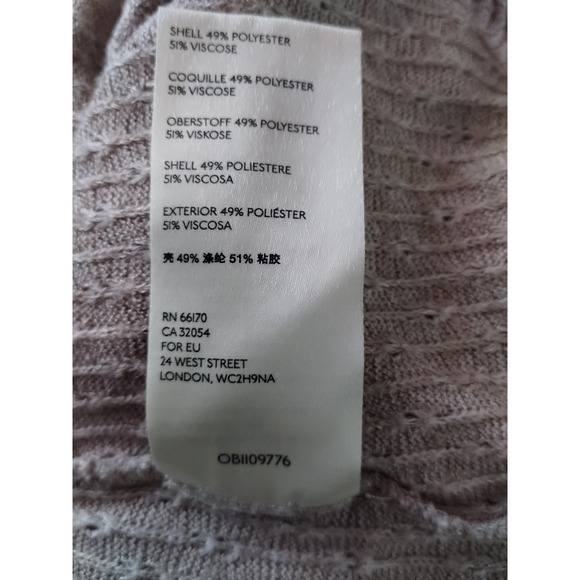 SHELL 49% POLYESTER
51% VISCOSE
COQUILLE 49% POLYESTER
51% VISCOSE
OBERSTOFF 49% POLYESTER
51% VISKOSE
SHELL 49% POLIESTERE
51% VISCOSA
EXTERIOR 49% POLIÉSTER
51% VISCOSA
亮 49% 涤纶 51% 粘胶
RN 66170
CA 32054
FOR EU
24 WEST STREET
LONDON, WC2H9NA
OB1109776